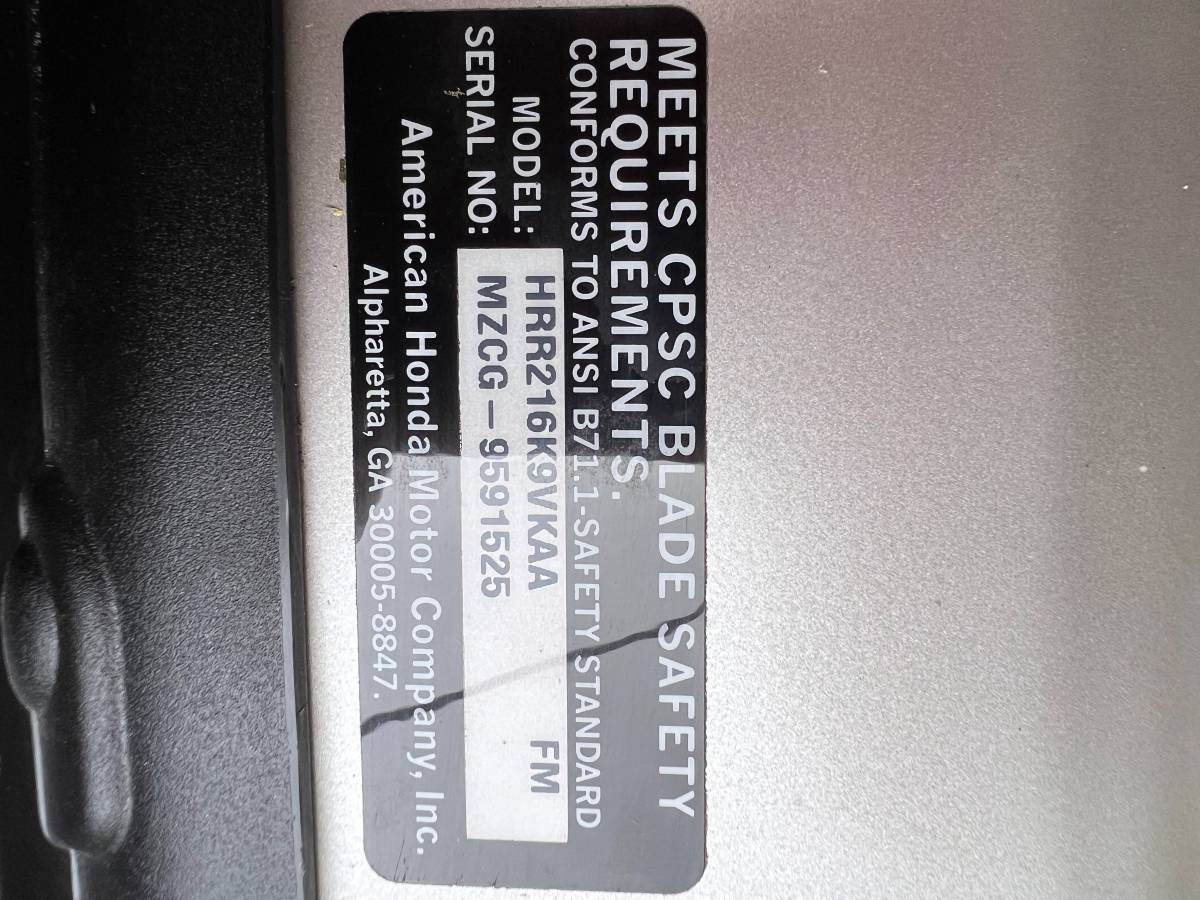 MEETS CPSC BLADE SAFETY
REQUIREMENTS.
CONFORMS TO ANSI B71.1-SAFETY STANDARD
MODEL: HRR216K9VKAA FM
SERIAL NO: MZCG-9591525
American Honda Motor Company, Inc.
Alpharetta, GA 30005-8847.